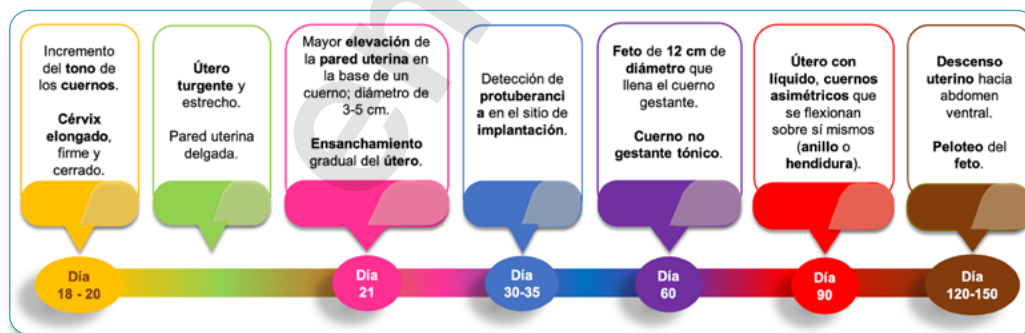 Incremento
del tono de
los cuernos.
Cérvix
elongado,
firme y
cerrado.
Útero
turgente y
estrecho.
Pared uterina
delgada.
Mayor elevación de
la pared uterina en
la base de un
cuerno; diámetro de
3-5 cm.
Ensanchamiento
gradual del útero.
Detección de
protuberanci
a en el sitio de
implantación.
Feto de 12 cm de
diámetro que
llena el cuerno
gestante.
Cuerno no
gestante tónico.
Útero con
líquido, cuernos
asimétricos que
se flexionan
sobre sí mismos
(anillo o
hendidura).
Descenso
uterino hacia
abdomen
ventral.
Peloteo del
feto.
Día
18 - 20
Día
21
Día
30-35
Día
60
Día
90
Día
120-150